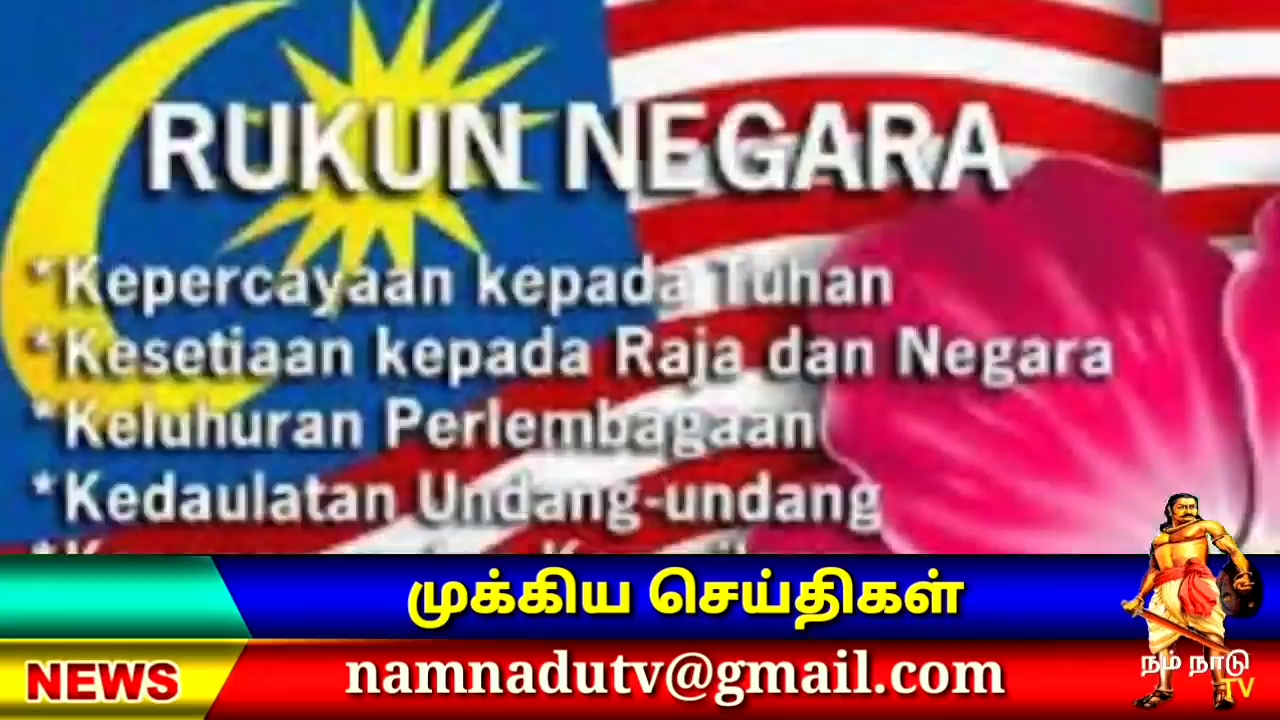 RUKUN NEGARA
*Kepercayaan kepada Tuhan
*Kesetiaan kepada Raja dan Negara
*Keluhuran Perlembagaan
*Kedaulatan Undang-undang
முக்கிய செய்திகள்
NEWS
namnadutv@gmail.com
நம் நாடு
TV